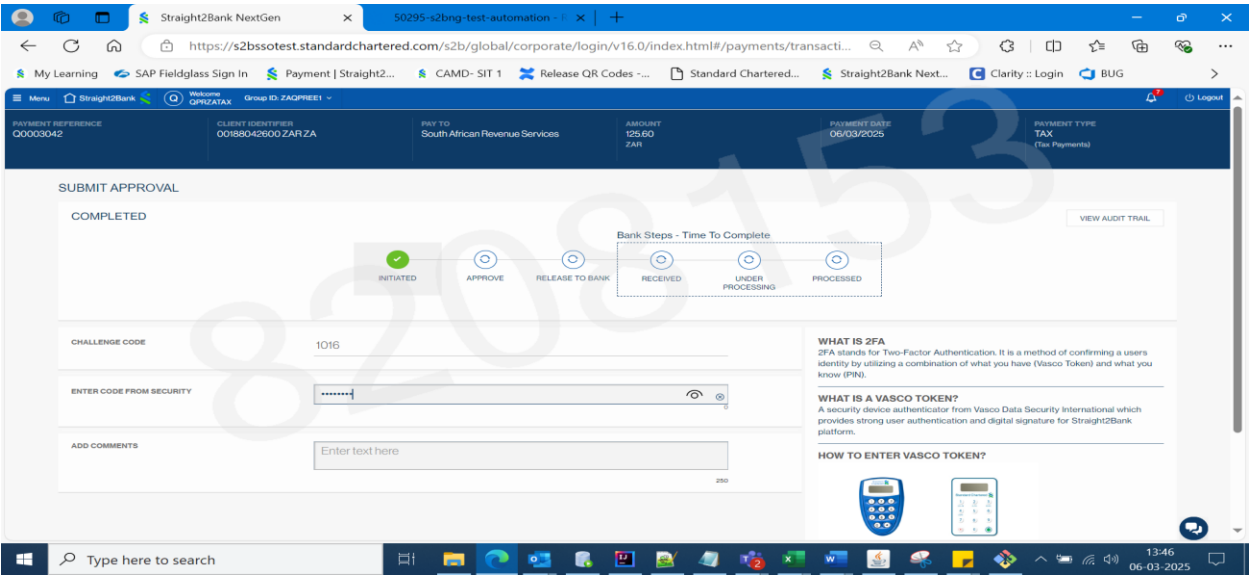 Straight2Bank NextGen
50295-s2bng-test-automation -
https://s2bssotest.standardchartered.com/s2b/global/corporate/login/v16.0/index.html#/payments/transacti...
My Learning SAP Fieldglass Sign In Payment | Straight2... CAMD- SIT 1 Release QR Codes -... Standard Chartered... Straight2Bank Next... Clarity :: Login BUG
Menu Straight2Bank Q Welcome QPRZATAX Group ID: ZAQPREE1 Logout
PAYMENT REFERENCE CLIENT IDENTIFIER PAY TO AMOUNT PAYMENT DATE PAYMENT TYPE
Q0003042 00188042600 ZAR ZA South African Revenue Services 125.60 06/03/2025 TAX
ZAR (Tax Payments)
SUBMIT APPROVAL
COMPLETED
VIEW AUDIT TRAIL
Bank Steps - Time To Complete
INITIATED APPROVE RELEASE TO BANK RECEIVED UNDER PROCESSING PROCESSED
CHALLENGE CODE 1016
ENTER CODE FROM SECURITY ••••••••
0
ADD COMMENTS Enter text here
250
WHAT IS 2FA
2FA stands for Two-Factor Authentication. It is a method of confirming a users
identity by utilizing a combination of what you have (Vasco Token) and what you
know (PIN).
WHAT IS A VASCO TOKEN?
A security device authenticator from Vasco Data Security International which
provides strong user authentication and digital signature for Straight2Bank
platform.
HOW TO ENTER VASCO TOKEN?
8208153
Type here to search
2
13:46
06-03-2025